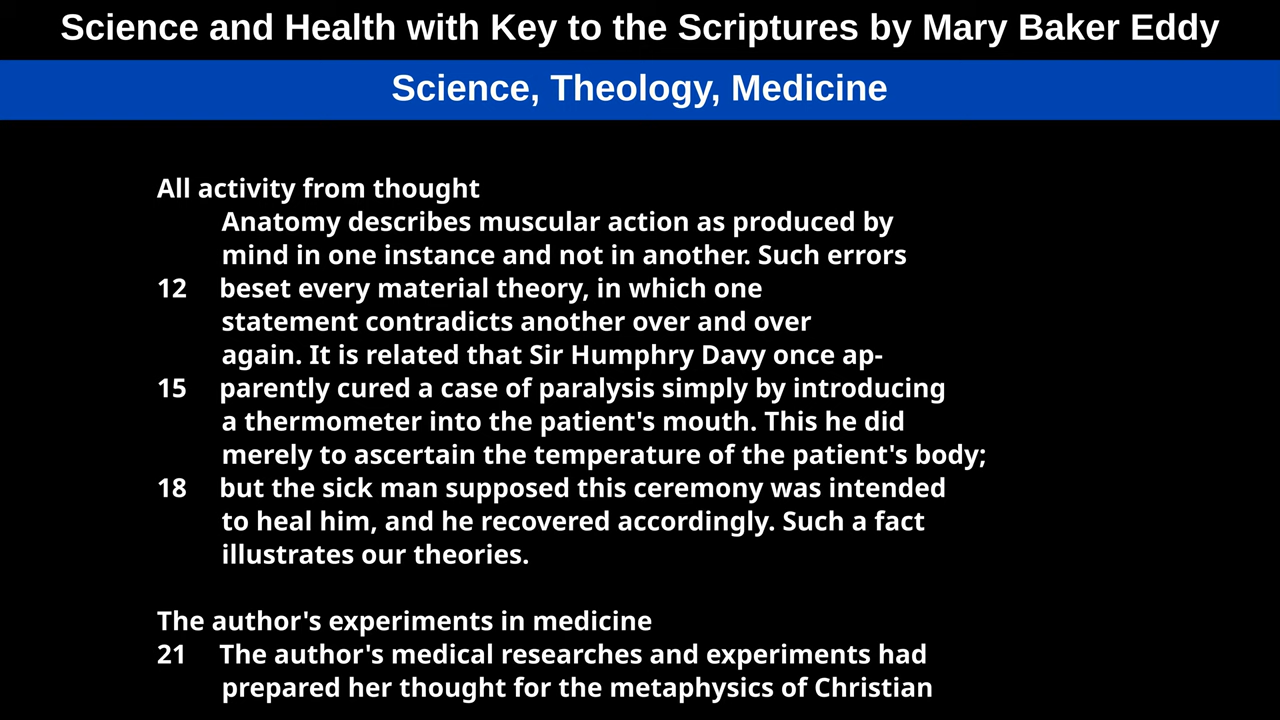 Science and Health with Key to the Scriptures by Mary Baker Eddy
Science, Theology, Medicine
All activity from thought
Anatomy describes muscular action as produced by
mind in one instance and not in another. Such errors
12 beset every material theory, in which one
statement contradicts another over and over
again. It is related that Sir Humphry Davy once ap-
15 parently cured a case of paralysis simply by introducing
a thermometer into the patient's mouth. This he did
merely to ascertain the temperature of the patient's body;
18 but the sick man supposed this ceremony was intended
to heal him, and he recovered accordingly. Such a fact
illustrates our theories.
The author's experiments in medicine
21 The author's medical researches and experiments had
prepared her thought for the metaphysics of Christian